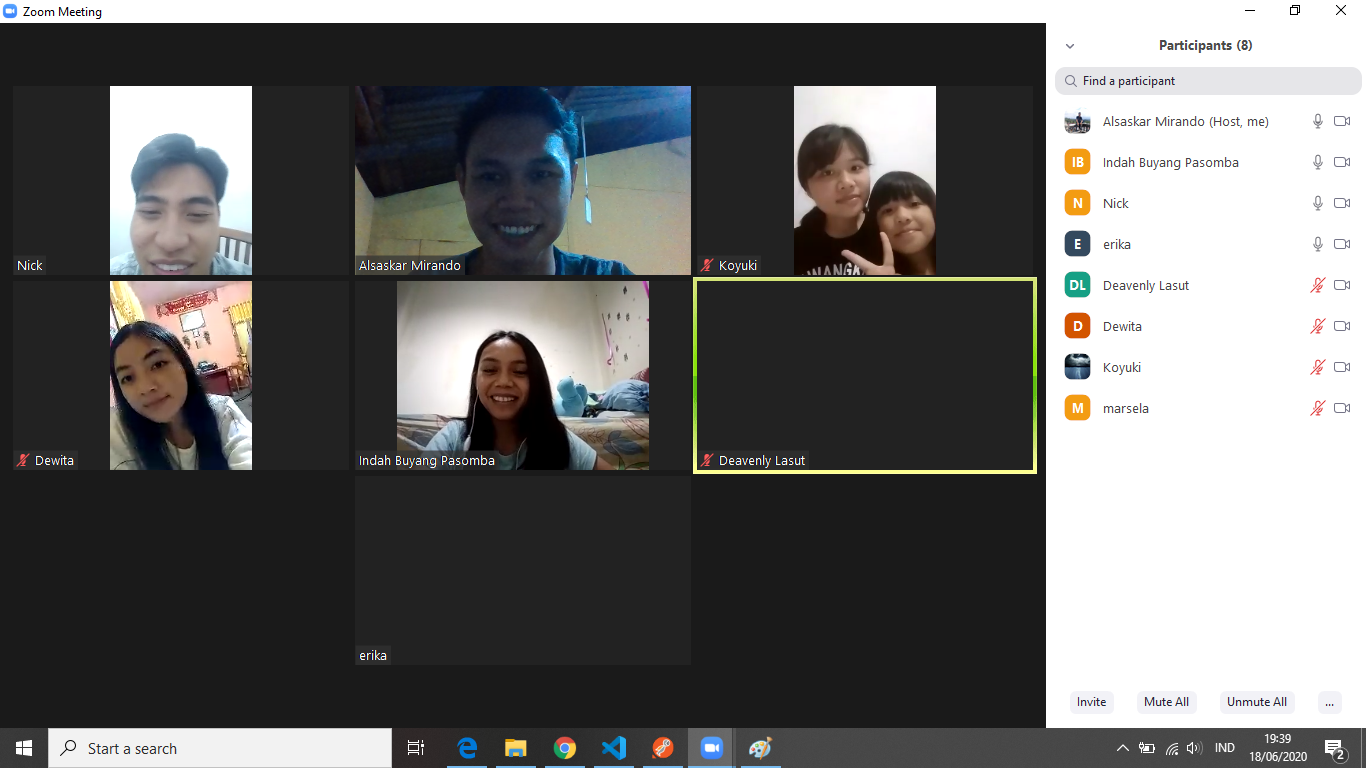 Zoom Meeting
Nick
Alsaskar Mirando
Koyuki
Dewita
Indah Buyang Pasomba
Deavenly Lasut
erika
Participants (8)
Find a participant
Alsaskar Mirando (Host, me)
IB Indah Buyang Pasomba
N Nick
E erika
DL Deavenly Lasut
D Dewita
Koyuki
M marsela
Invite Mute All Unmute All ...
Start a search
IND
19:39
18/06/2020
2